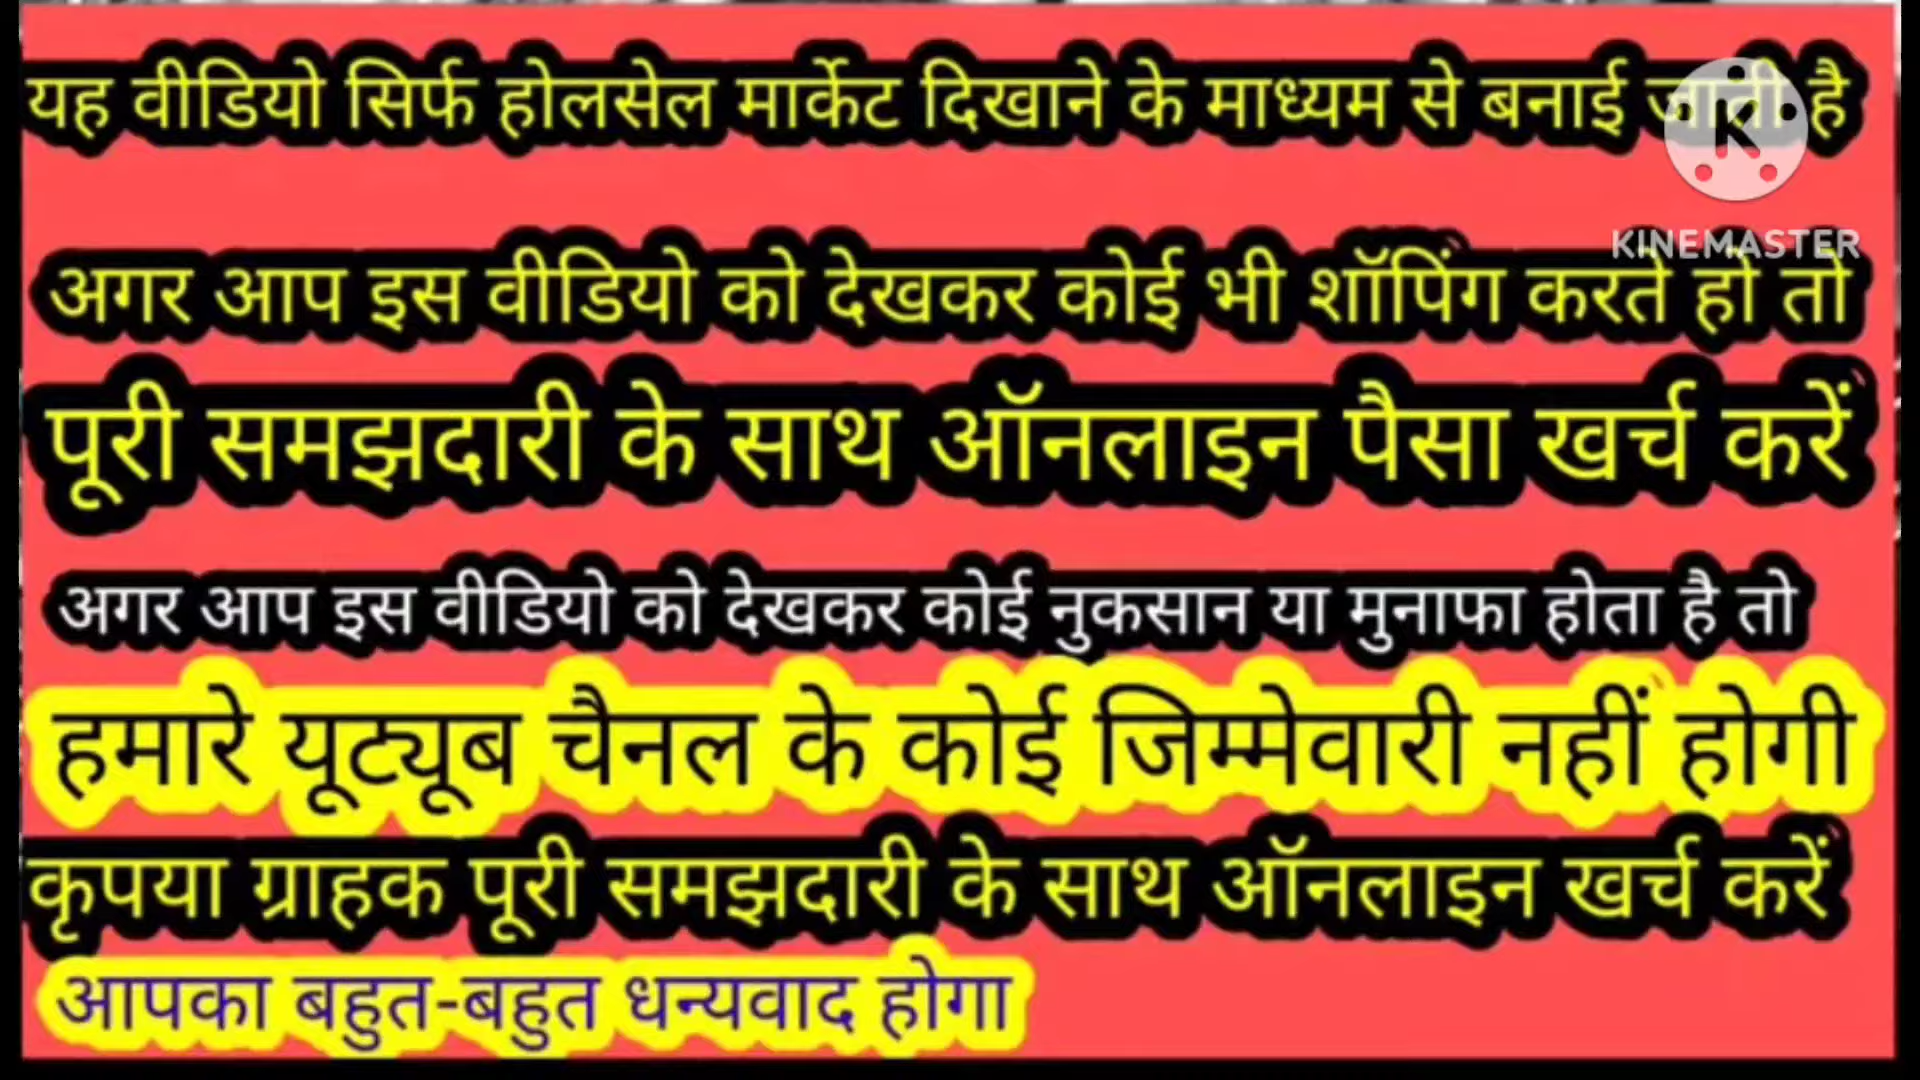 यह वीडियो सिर्फ होलसेल मार्केट दिखाने के माध्यम से बनाई जाती है
KINEMASTER
अगर आप इस वीडियो को देखकर कोई भी शॉपिंग करते हो तो
पूरी समझदारी के साथ ऑनलाइन पैसा खर्च करें
अगर आप इस वीडियो को देखकर कोई नुकसान या मुनाफा होता है तो
हमारे यूट्यूब चैनल के कोई जिम्मेवारी नहीं होगी
कृपया ग्राहक पूरी समझदारी के साथ ऑनलाइन खर्च करें
आपका बहुत-बहुत धन्यवाद होगा